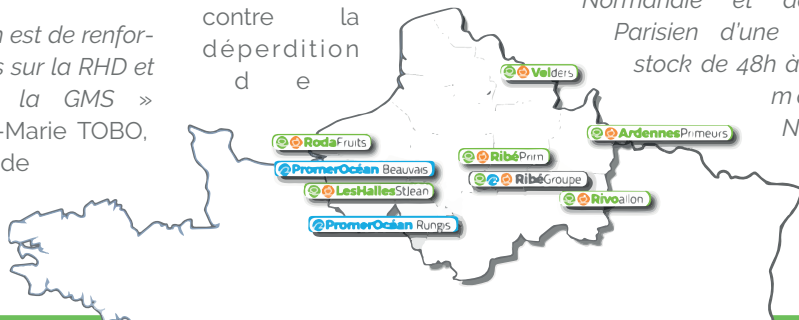 n est de renfor-
s sur la RHD et
la GMS »
-Marie TOBO,
de
contre la
déperdition
d e
Normandie et
Parisien d'une
stock de 48h à
N
Velders
RodaFruits
ArdennesPrimeurs
PromerOcéan Beauvais
RibéPrim
LesHallesStJean
RibéGroupe
Rivoallon
PromerOcéan Rungis